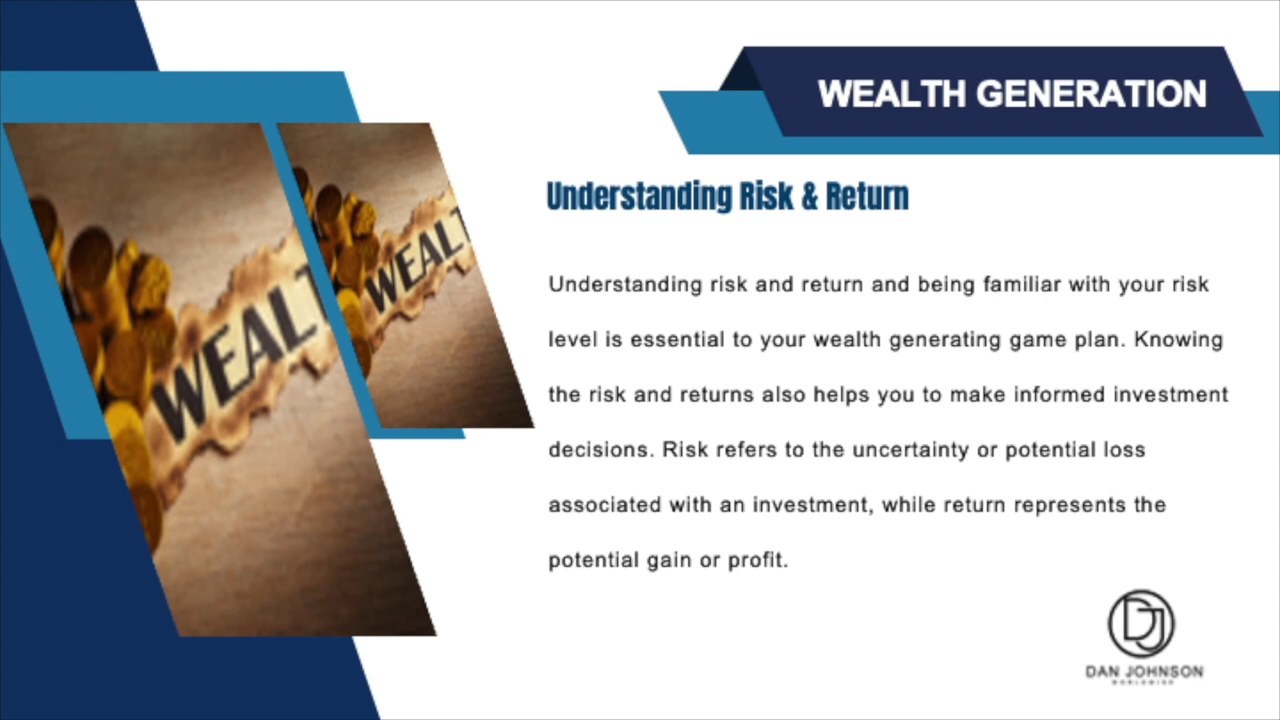 WEALTH GENERATION
Understanding Risk & Return
Understanding risk and return and being familiar with your risk
level is essential to your wealth generating game plan. Knowing
the risk and returns also helps you to make informed investment
decisions. Risk refers to the uncertainty or potential loss
associated with an investment, while return represents the
potential gain or profit.
WEALT
WEALT
DJ
DAN JOHNSON
WORLDWIDE